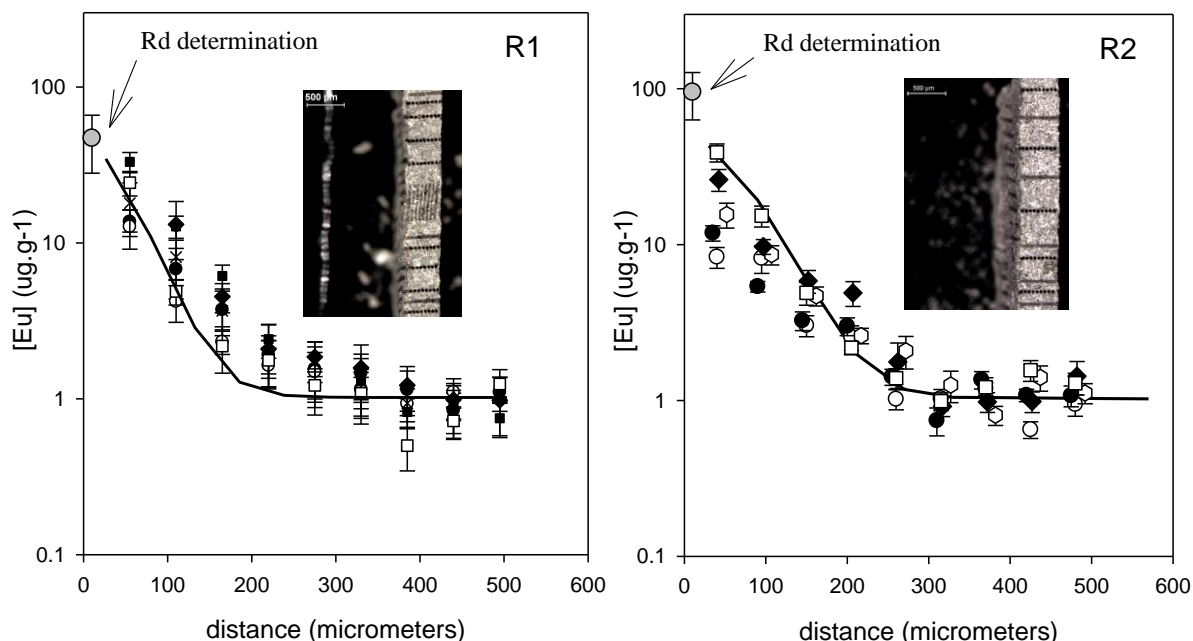 Rd determination
R1
100
10
1
0.1
[Eu] (ug.g-1)
500 µm
0 100 200 300 400 500 600
distance (micrometers)
Rd determination
R2
100
10
1
0.1
[Eu] (ug.g-1)
500 µm
0 100 200 300 400 500 600
distance (micrometers)